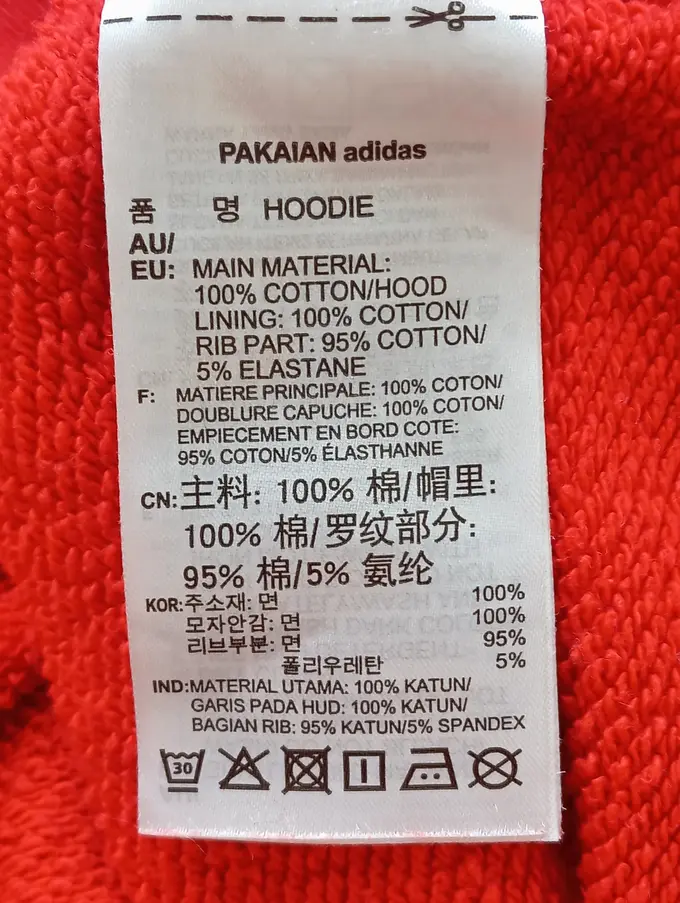 PAKAIAN adidas
품 명 HOODIE
AU/
EU: MAIN MATERIAL:
100% COTTON/HOOD
LINING: 100% COTTON/
RIB PART: 95% COTTON/
5% ELASTANE
F: MATIERE PRINCIPALE: 100% COTON/
DOUBLURE CAPUCHE: 100% COTON/
EMPIECEMENT EN BORD COTE:
95% COTON/5% ÉLASTHANNE
CN: 主料: 100% 棉/帽里:
100% 棉/罗纹部分:
95% 棉/5% 氨纶
KOR: 주소재: 면 100%
모자안감: 면 100%
리브부분: 면 95%
폴리우레탄 5%
IND: MATERIAL UTAMA: 100% KATUN/
GARIS PADA HUD: 100% KATUN/
BAGIAN RIB: 95% KATUN/5% SPANDEX
30